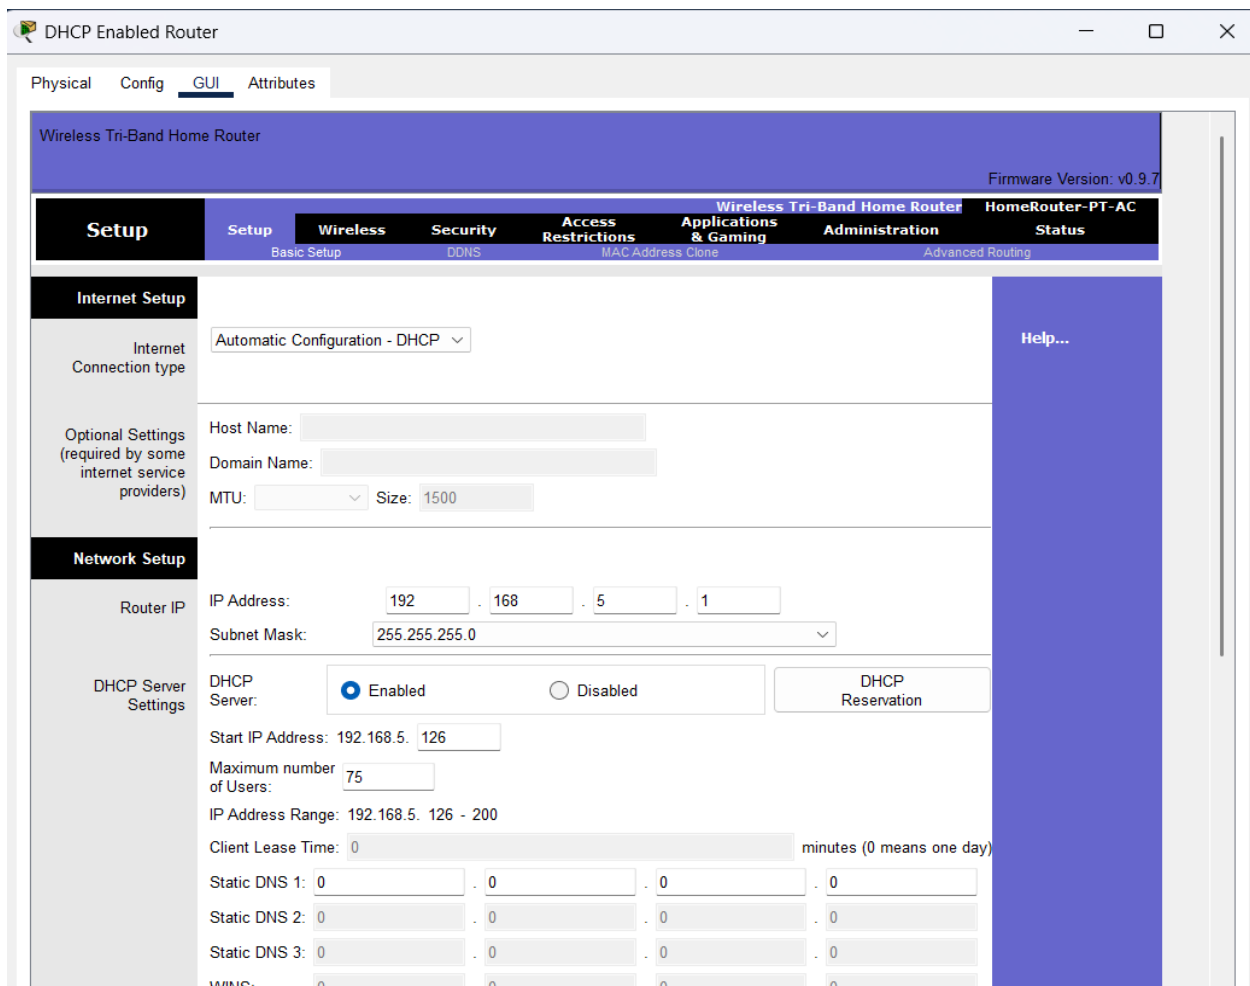 DHCP Enabled Router
Physical Config GUI Attributes
Wireless Tri-Band Home Router
Firmware Version: v0.9.7
Wireless Tri-Band Home Router HomeRouter-PT-AC
Setup
Setup Wireless Security Access Restrictions Applications & Gaming Administration Status
Basic Setup DDNS MAC Address Clone Advanced Routing
Internet Setup
Internet Connection type
Automatic Configuration - DHCP
Help...
Optional Settings
(required by some
internet service
providers)
Host Name:
Domain Name:
MTU: Size: 1500
Network Setup
Router IP
IP Address: 192 . 168 . 5 . 1
Subnet Mask: 255.255.255.0
DHCP Server
Settings
DHCP
Server: Enabled Disabled
DHCP
Reservation
Start IP Address: 192.168.5. 126
Maximum number
of Users: 75
IP Address Range: 192.168.5. 126 - 200
Client Lease Time: 0 minutes (0 means one day)
Static DNS 1: 0 . 0 . 0 . 0
Static DNS 2: 0 . 0 . 0 . 0
Static DNS 3: 0 . 0 . 0 . 0
WINS: 0 0 0 0